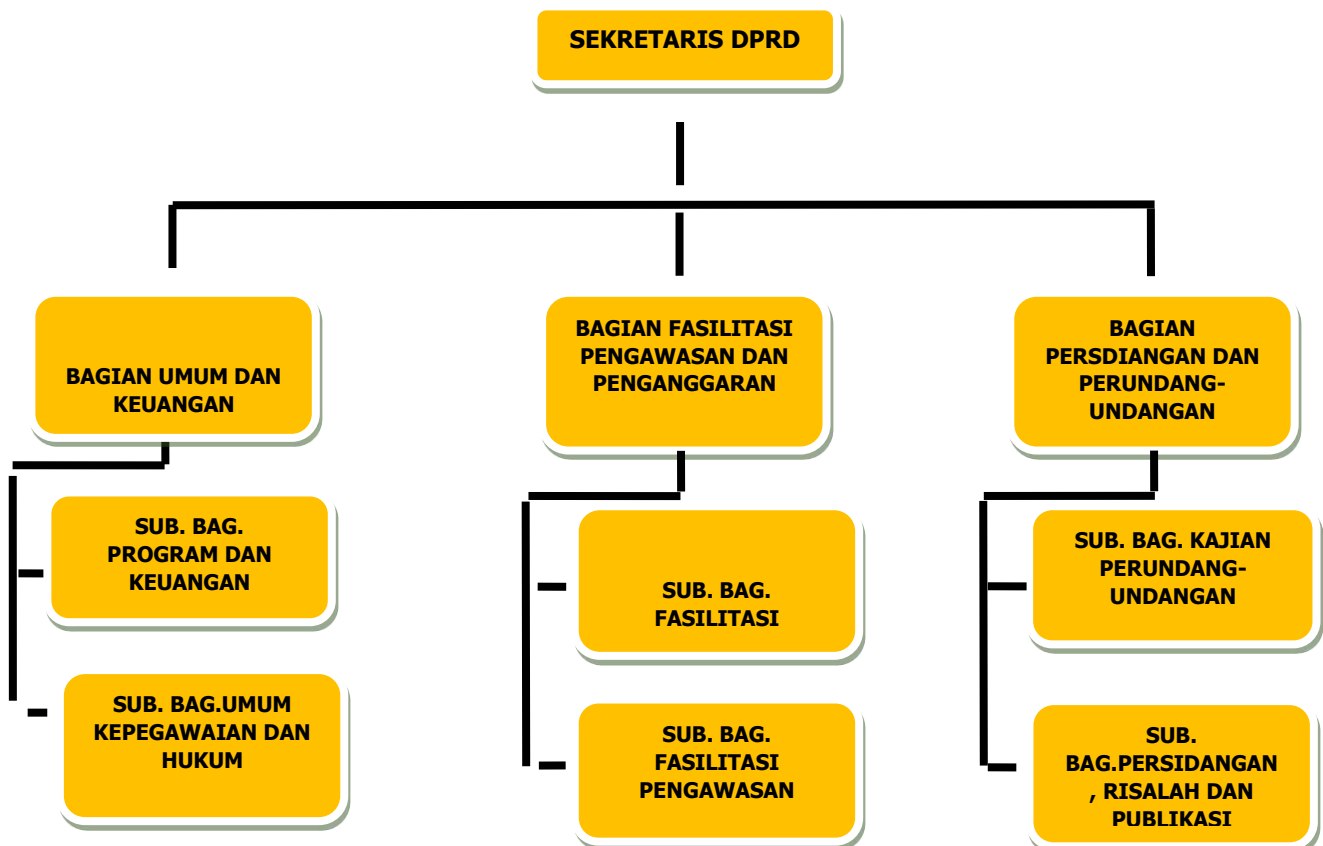 SEKRETARIS DPRD
BAGIAN UMUM DAN
KEUANGAN
BAGIAN FASILITASI
PENGAWASAN DAN
PENGANGGARAN
BAGIAN
PERSDIANGAN DAN
PERUNDANG-
UNDANGAN
SUB. BAG.
PROGRAM DAN
KEUANGAN
SUB. BAG.
FASILITASI
SUB. BAG. KAJIAN
PERUNDANG-
UNDANGAN
SUB. BAG.UMUM
KEPEGAWAIAN DAN
HUKUM
SUB. BAG.
FASILITASI
PENGAWASAN
SUB.
BAG.PERSIDANGAN
, RISALAH DAN
PUBLIKASI